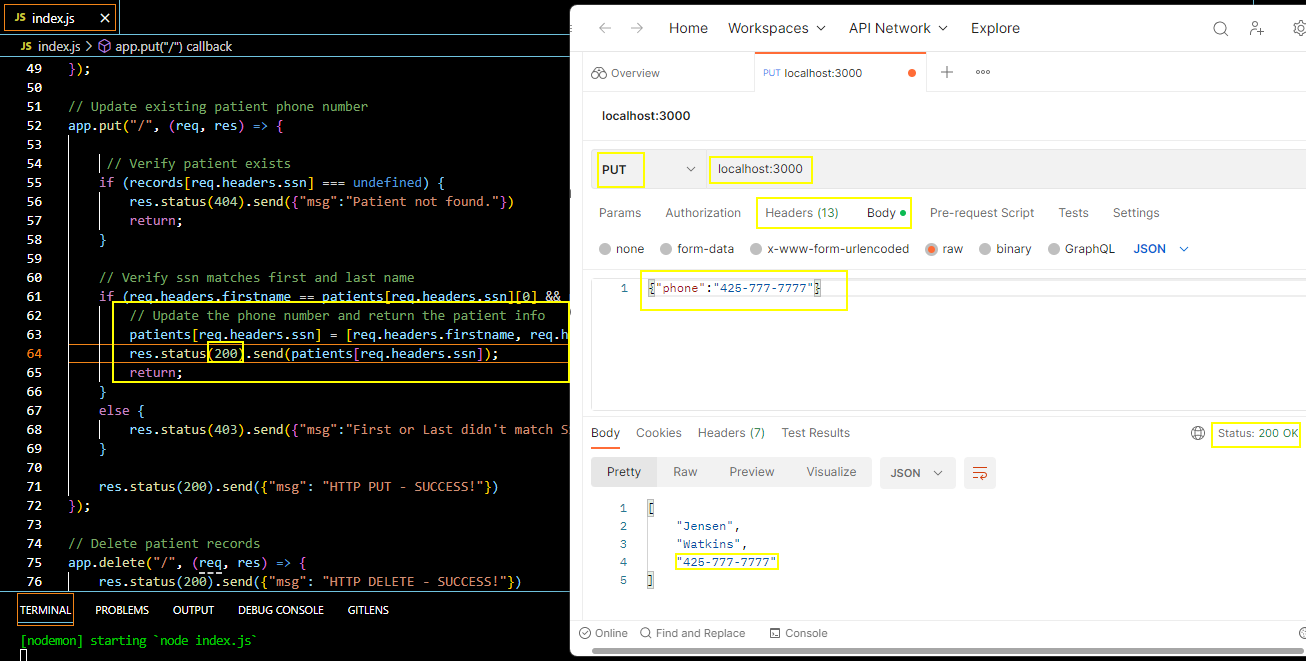 JS index.js ×
JS index.js > app.put("/") callback
49 });
50
51 // Update existing patient phone number
52 app.put("/", (req, res) => {
53
54 // Verify patient exists
55 if (records[req.headers.ssn] === undefined) {
56 res.status(404).send({"msg":"Patient not found."})
57 return;
58 }
59
60 // Verify ssn matches first and last name
61 if (req.headers.firstname == patients[req.headers.ssn][0] &&
62 // Update the phone number and return the patient info
63 patients[req.headers.ssn] = [req.headers.firstname, req.h
64 res.status(200).send(patients[req.headers.ssn]);
65 return;
66 }
67 else {
68 res.status(403).send({"msg":"First or Last didn't match S
69 }
70
71 res.status(200).send({"msg": "HTTP PUT - SUCCESS!"})
72 });
73
74 // Delete patient records
75 app.delete("/", (req, res) => {
76 res.status(200).send({"msg": "HTTP DELETE - SUCCESS!"})
TERMINAL PROBLEMS OUTPUT DEBUG CONSOLE GITLENS
[nodemon] starting `node index.js`
Home Workspaces API Network Explore
Overview PUT localhost:3000
localhost:3000
PUT localhost:3000
Params Authorization Headers (13) Body Pre-request Script Tests Settings
none form-data x-www-form-urlencoded raw binary GraphQL JSON
1 {"phone":"425-777-7777"}
Body Cookies Headers (7) Test Results Status: 200 OK
Pretty Raw Preview Visualize JSON
1 [
2 "Jensen",
3 "Watkins",
4 "425-777-7777"
5 ]
Online Find and Replace Console